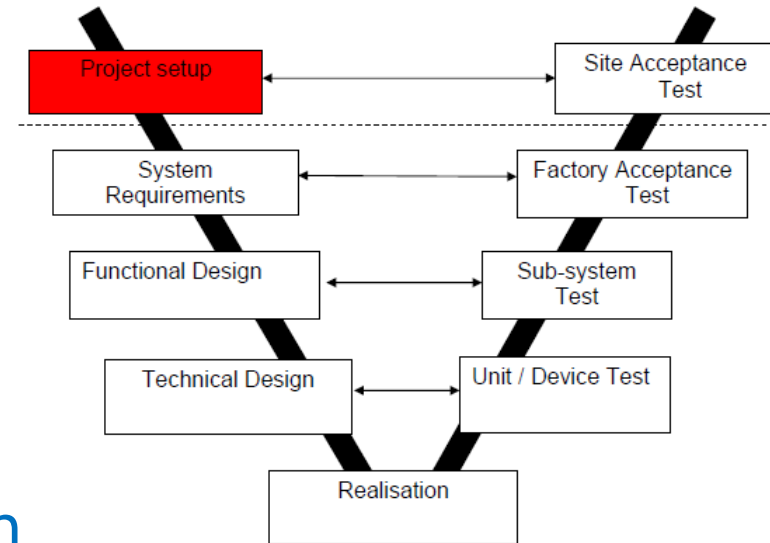 Project setup
Site Acceptance
Test
System
Requirements
Factory Acceptance
Test
Functional Design
Sub-system
Test
Technical Design
Unit / Device Test
Realisation
n